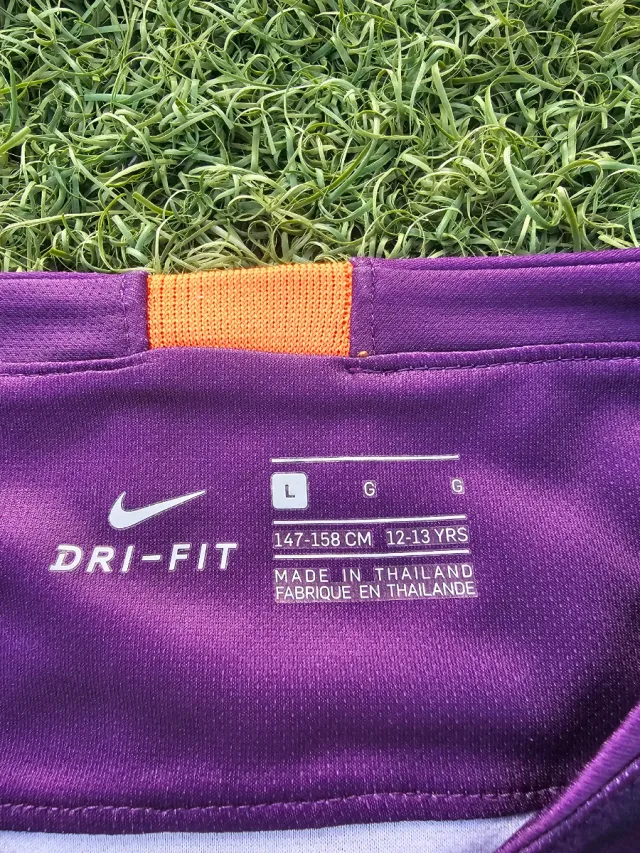 L G G
147-158 CM 12-13 YRS
DRI-FIT
MADE IN THAILAND
FABRIQUE EN THAILANDE